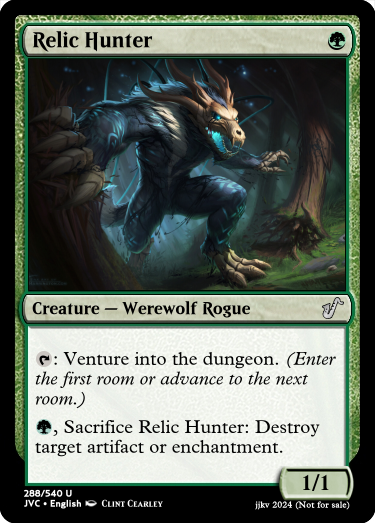 Relic Hunter
Creature — Werewolf Rogue
: Venture into the dungeon. (Enter
the first room or advance to the next
room.)
, Sacrifice Relic Hunter: Destroy
target artifact or enchantment.
1/1
288/540 U
JVC • English Clint Cearley
jjkv 2024 (Not for sale)